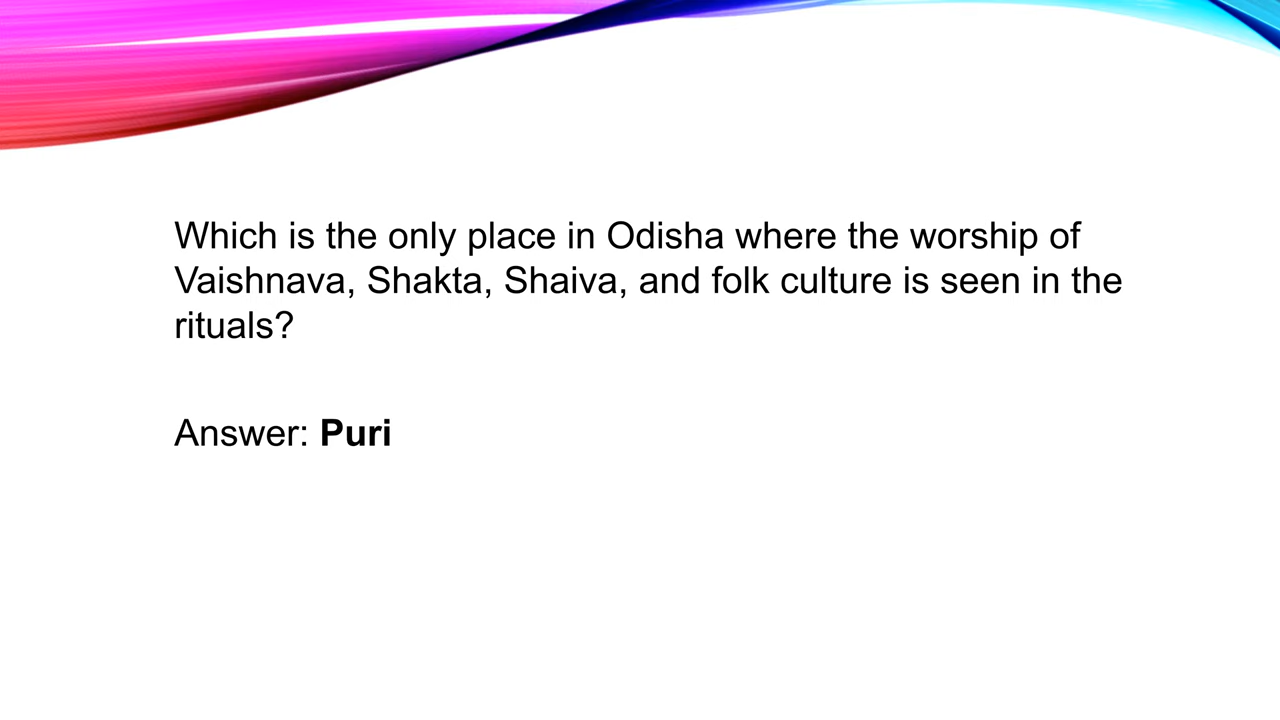 Which is the only place in Odisha where the worship of
Vaishnava, Shakta, Shaiva, and folk culture is seen in the
rituals?
Answer: Puri